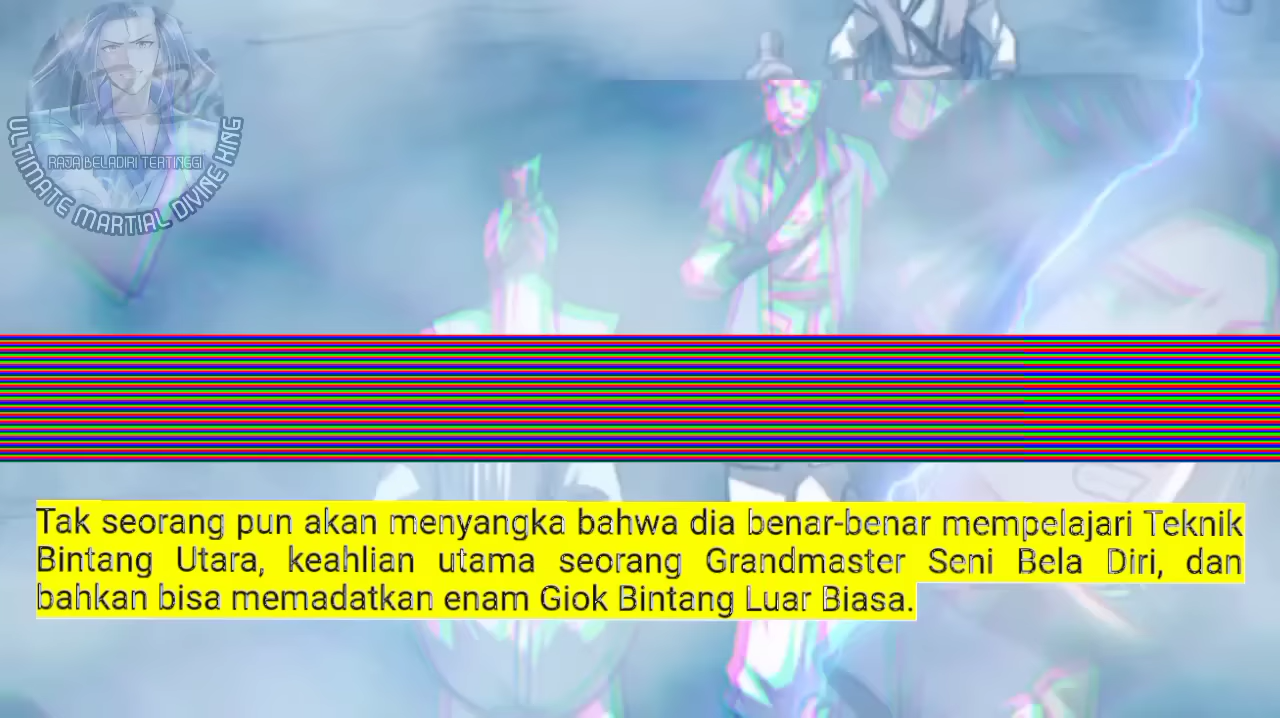 RAJA BELADIRI TERTINGGI
ULTIMATE MARTIAL DIVINE KING
Tak seorang pun akan menyangka bahwa dia benar-benar mempelajari Teknik
Bintang Utara, keahlian utama seorang Grandmaster Seni Bela Diri, dan
bahkan bisa memadatkan enam Giok Bintang Luar Biasa.